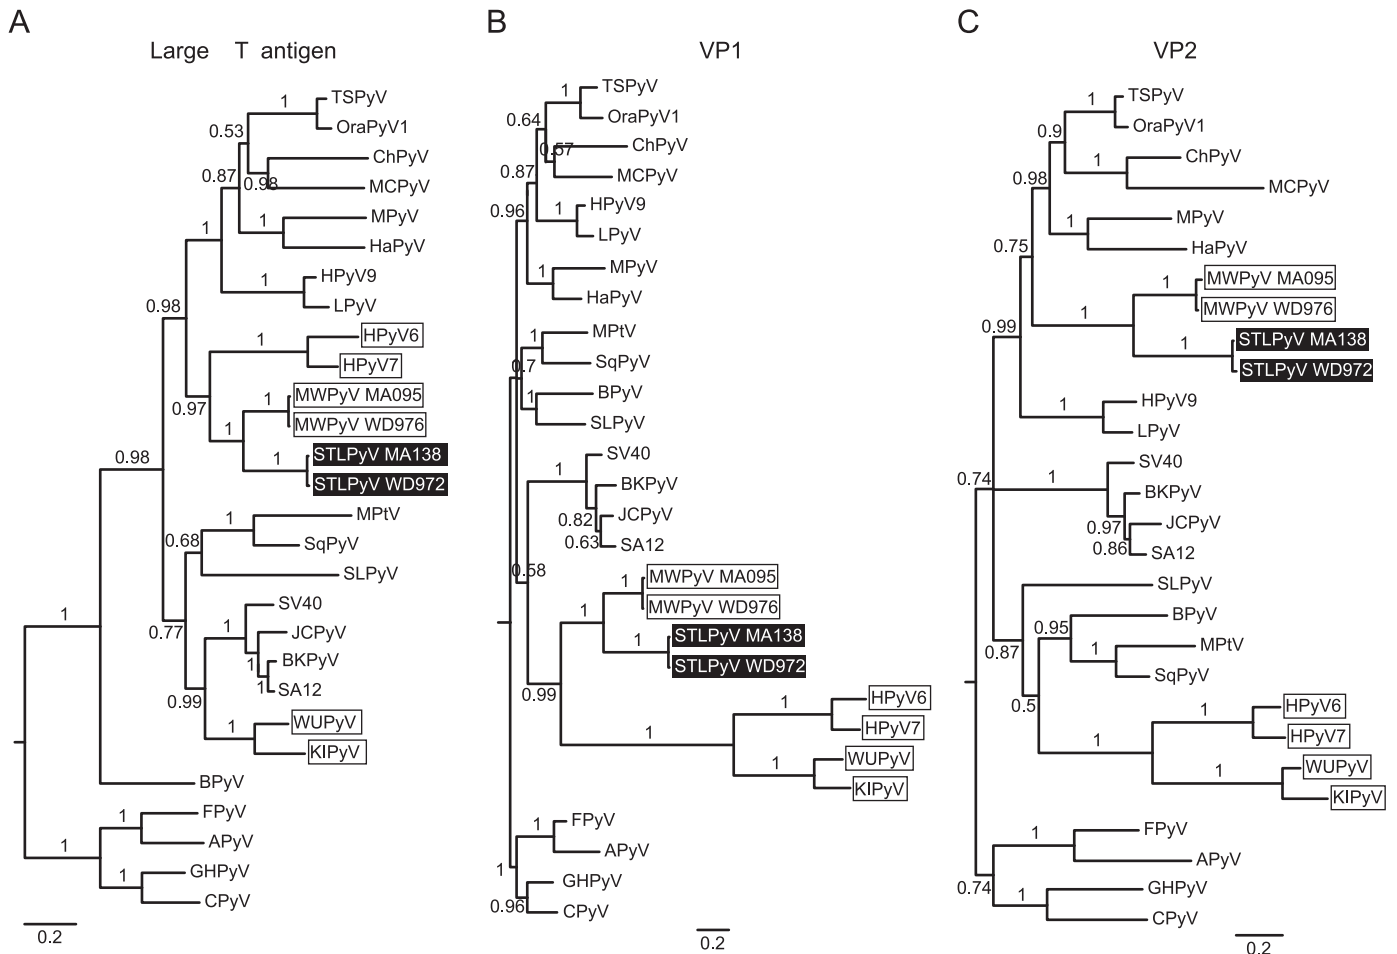 A
Large T antigen
1
TSPyV
OraPyV1
0.53
ChPyV
0.98
MCPyV
0.87
MPyV
1
HaPyV
1
HPyV9
1
LPyV
0.98
HPyV6
1
HPyV7
0.97
MWPyV MA095
1
MWPyV WD976
1
STLPyV MA138
1
STLPyV WD972
0.98
MPtV
1
SqPyV
0.68
SLPyV
0.77
SV40
1
JCPyV
BKPyV
1
SA12
1
0.99
WUPyV
1
KIPyV
1
BPyV
FPyV
1
APyV
1
GHPyV
1
CPyV
0.2
B
VP1
TSPyV
1
OraPyV1
0.64
ChPyV
0.57
MCPyV
0.87
HPyV9
1
LPyV
0.96
MPyV
1
HaPyV
MPtV
1
SqPyV
0.7
BPyV
1
SLPyV
SV40
1
BKPyV
JCPyV
0.82
SA12
0.63
0.58
MWPyV MA095
1
MWPyV WD976
1
STLPyV MA138
1
STLPyV WD972
0.99
HPyV6
1
HPyV7
1
WUPyV
1
KIPyV
FPyV
1
APyV
1
GHPyV
0.96
CPyV
0.2
C
VP2
TSPyV
1
OraPyV1
0.9
ChPyV
1
MCPyV
0.98
MPyV
1
HaPyV
0.75
MWPyV MA095
1
MWPyV WD976
1
STLPyV MA138
1
STLPyV WD972
0.99
HPyV9
1
LPyV
0.74
SV40
1
BKPyV
JCPyV
0.97
SA12
0.86
SLPyV
BPyV
0.95
MPtV
1
SqPyV
0.87
HPyV6
1
HPyV7
0.5
1
WUPyV
1
KIPyV
FPyV
1
APyV
0.74
GHPyV
1
CPyV
0.2